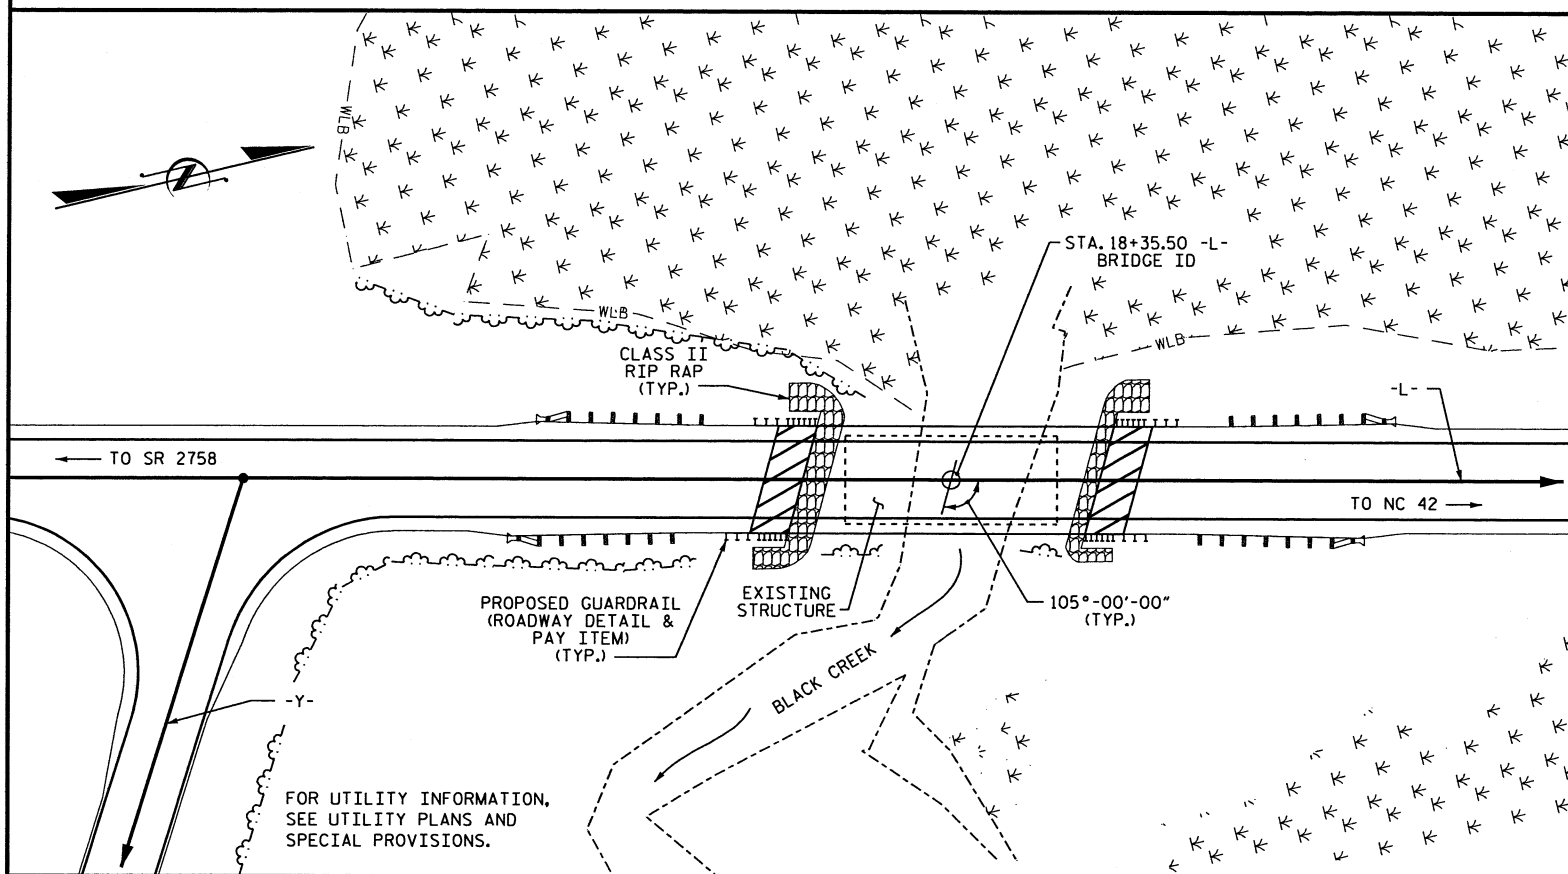 WLB
STA. 18+35.50 -L-
BRIDGE ID
WLB
WLB
CLASS II
RIP RAP
(TYP.)
-L-
TO SR 2758
TO NC 42
PROPOSED GUARDRAIL
(ROADWAY DETAIL &
PAY ITEM)
(TYP.)
EXISTING
STRUCTURE
105°-00'-00"
(TYP.)
BLACK CREEK
-Y-
FOR UTILITY INFORMATION,
SEE UTILITY PLANS AND
SPECIAL PROVISIONS.